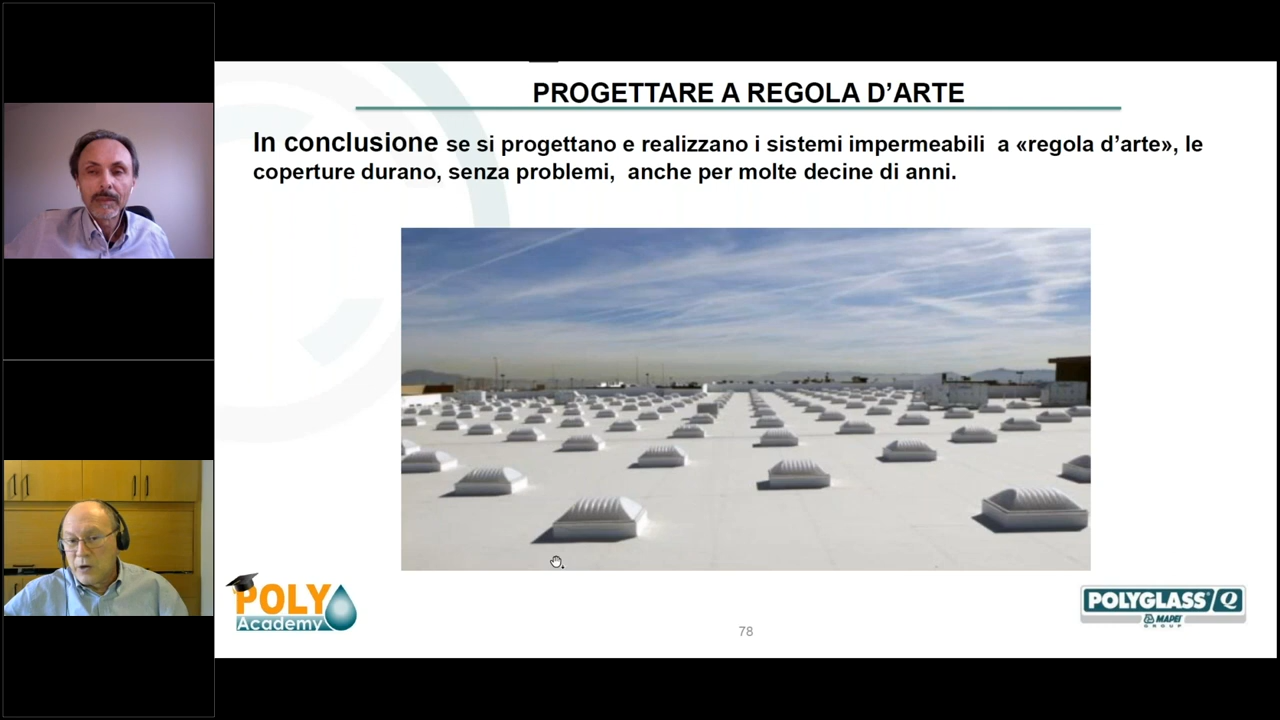 PROGETTARE A REGOLA D’ARTE
In conclusione se si progettano e realizzano i sistemi impermeabili a «regola d’arte», le
coperture durano, senza problemi, anche per molte decine di anni.
POLY
Academy
78
POLYGLASS
MAPEI
GROUP